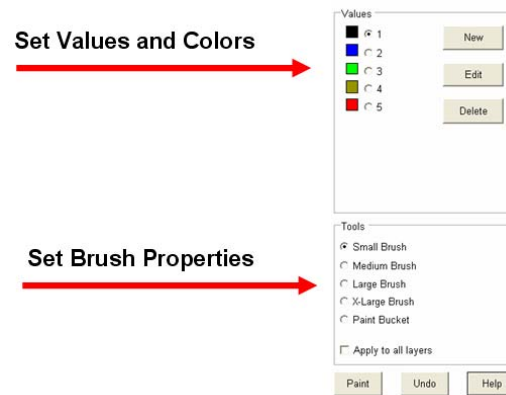 Values
Set Values and Colors
1
New
2
3
Edit
4
5
Delete
Tools
Small Brush
Set Brush Properties
Medium Brush
Large Brush
X-Large Brush
Paint Bucket
Apply to all layers
Paint Undo Help